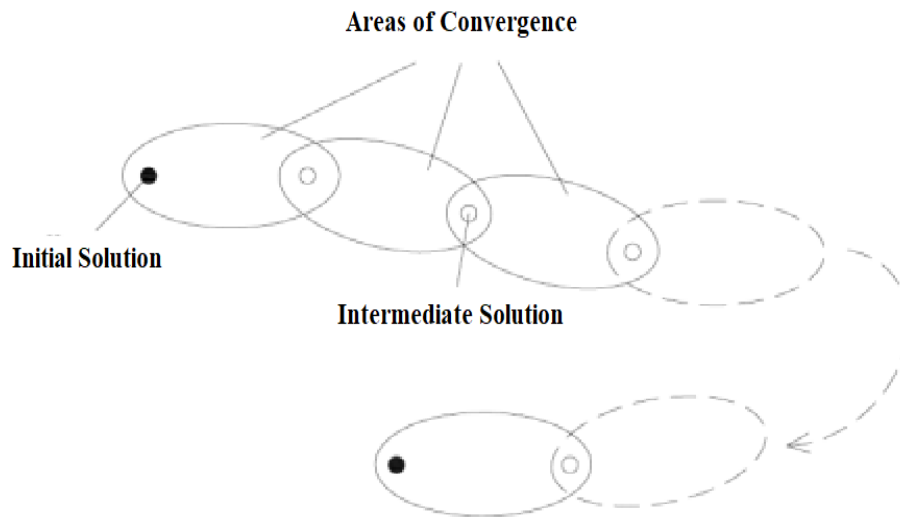 Areas of Convergence
Initial Solution
Intermediate Solution